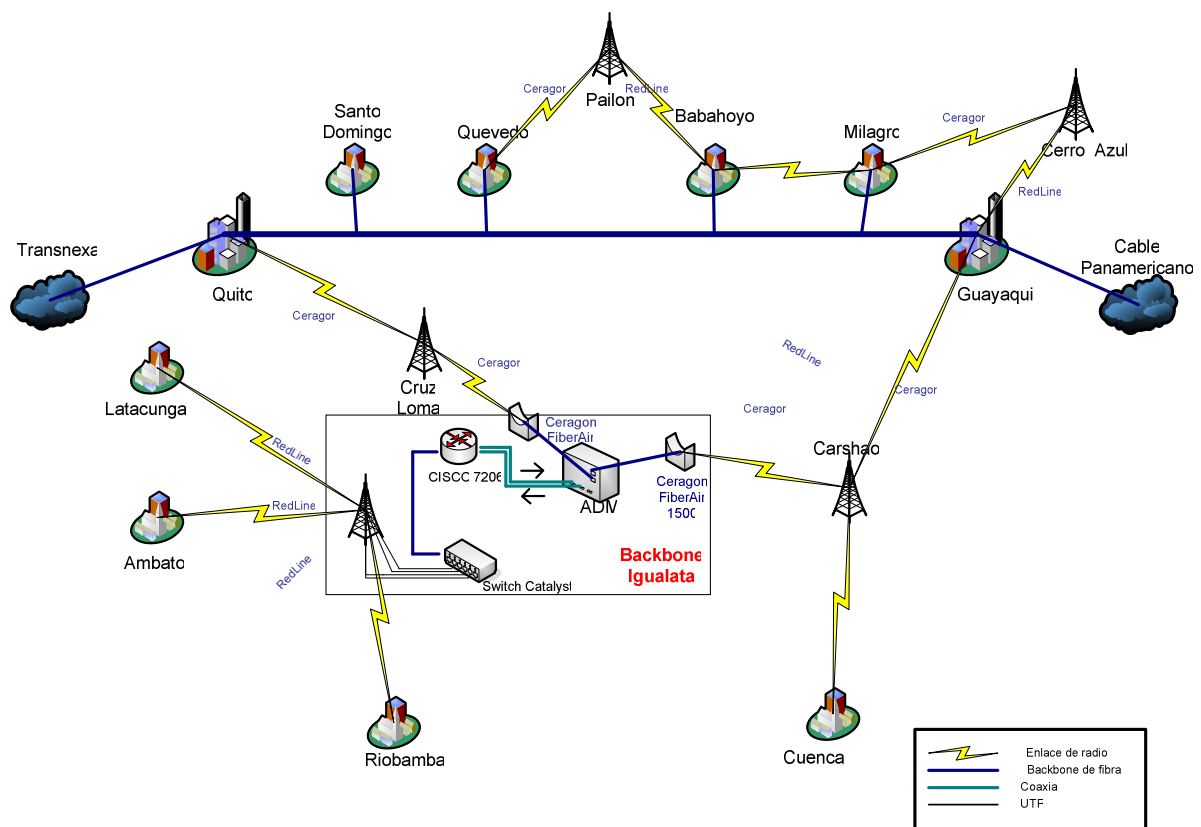 Ceragor
RedLine
Pailon
Santo
Domingo
Quevedo
Babahoyo
Milagro
Ceragor
Cerro Azul
RedLine
Transnexa
Quito
Guayaqui
Cable
Panamericano
Ceragor
RedLine
Ceragor
Cruz
Loma
Latacunga
Ceragor
Ceragor
Ceragon
FiberAir
RedLine
CISCC 7206
Carshao
Ceragon
FiberAir
1500
ADM
RedLine
Ambato
RedLine
Backbone
Igualata
Switch Catalyst
Riobamba
Cuenca
Enlace de radio
Backbone de fibra
Coaxia
UTF